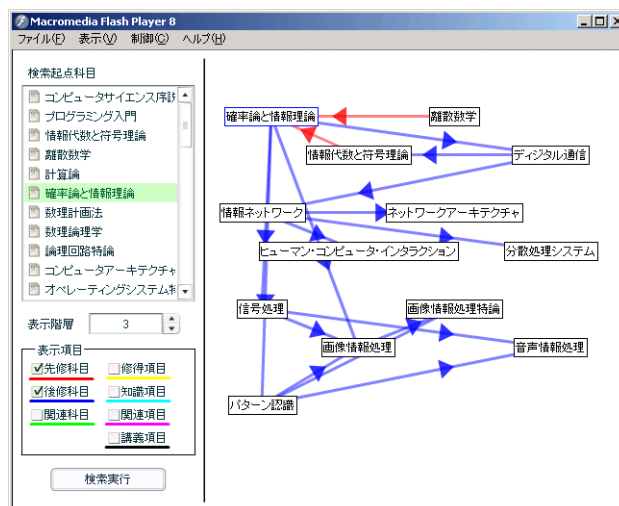 Macromedia Flash Player 8
ファイル(F) 表示(V) 制御(C) ヘルプ(H)
検索起点科目
コンピュータサイエンス序説
プログラミング入門
情報代数と符号理論
離散数学
計算論
確率論と情報理論
数理計画法
数理論理学
論理回路特論
コンピュータアーキテクチャ
オペレーティングシステム特
表示階層 3
表示項目
先修科目 修得項目
後修科目 知識項目
関連科目 関連項目
講義項目
検索実行
確率論と情報理論 離散数学
情報代数と符号理論 ディジタル通信
情報ネットワーク ネットワークアーキテクチャ
ヒューマン・コンピュータ・インタラクション 分散処理システム
信号処理 画像情報処理特論
画像情報処理 音声情報処理
パターン認識